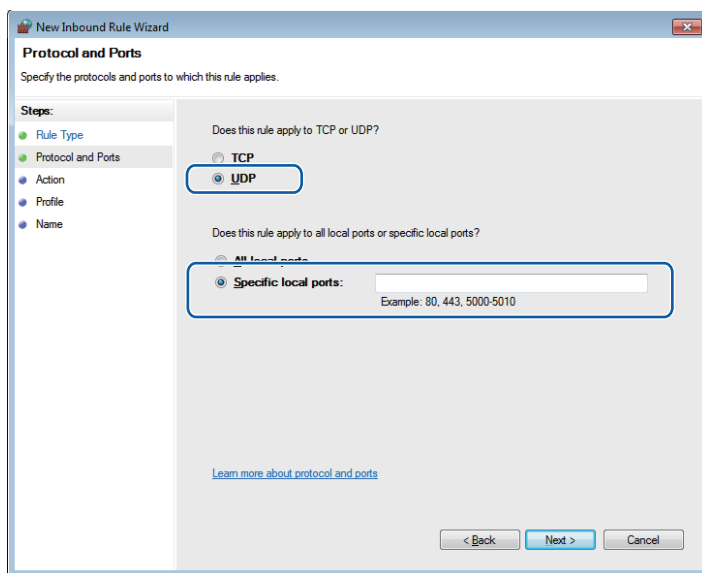 New Inbound Rule Wizard
Protocol and Ports
Specify the protocols and ports to which this rule applies.
Steps:
Rule Type
Protocol and Ports
Action
Profile
Name
Does this rule apply to TCP or UDP?
TCP
UDP
Does this rule apply to all local ports or specific local ports?
All local ports
Specific local ports:
Example: 80, 443, 5000-5010
Learn more about protocol and ports
< Back
Next >
Cancel